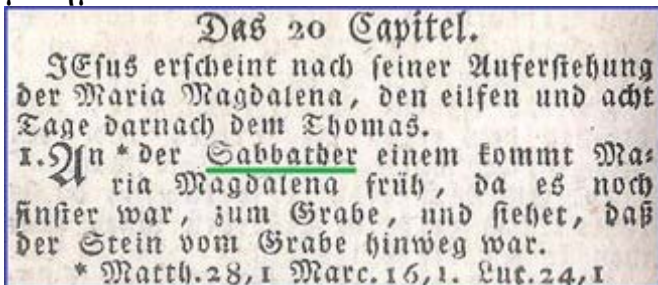 Das 20 Capitel.
JEsus erscheint nach seiner Auferstehung
der Maria Magdalena, den eilfen und acht
Tage darnach dem Thomas.
1. An * der Sabbather einem kommt Ma=
ria Magdalena früh, da es noch
finster war, zum Grabe, und siehet, daß
der Stein vom Grabe hinweg war.
* Matth. 28, 1 Marc. 16, 1. Luc. 24, 1